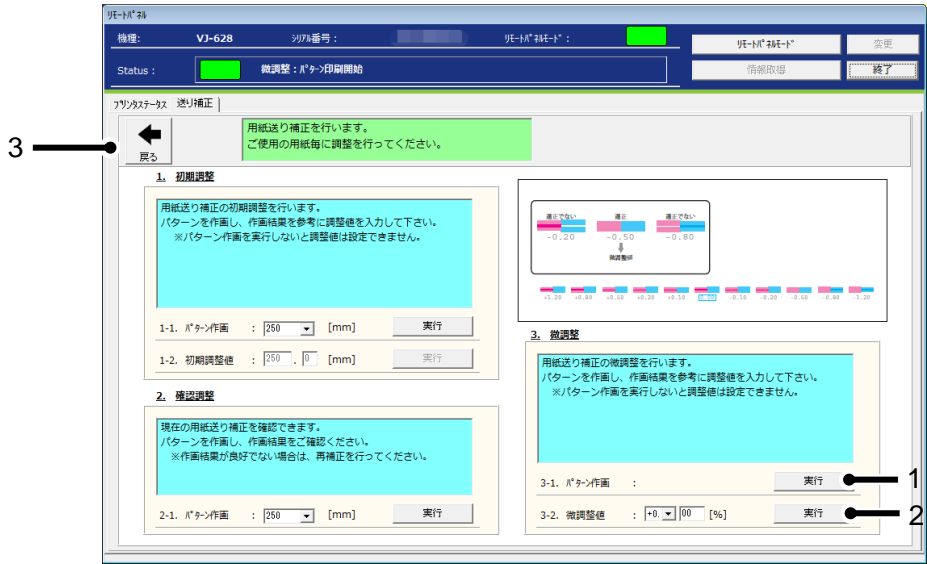 ﾘﾓｰﾄﾊﾟﾈﾙ
機種: VJ-628 ｼﾘｱﾙ番号： ﾘﾓｰﾄﾊﾟﾈﾙﾓｰﾄﾞ： ﾘﾓｰﾄﾊﾟﾈﾙﾓｰﾄﾞ 変更
Status： 微調整：ﾊﾟﾀｰﾝ印刷開始 情報取得 終了
ﾌﾟﾘﾝﾀｽﾃｰﾀｽ 送り補正
戻る
用紙送り補正を行います。
ご使用の用紙毎に調整を行ってください。
3
1. 初期調整
用紙送り補正の初期調整を行います。
パターンを作画し、作画結果を参考に調整値を入力して下さい。
※パターン作画を実行しないと調整値は設定できません。
1-1. ﾊﾟﾀｰﾝ作画 ： 250 [mm] 実行
1-2. 初期調整値 ： 250 . 0 [mm] 実行
2. 確認調整
現在の用紙送り補正を確認できます。
パターンを作画し、作画結果をご確認ください。
※作画結果が良好でない場合は、再補正を行ってください。
2-1. ﾊﾟﾀｰﾝ作画 ： 250 [mm] 実行
適正でない 適正 適正でない
-0.20 -0.50 -0.80
微調整値
+1.20 +0.80 +0.50 +0.20 +0.10 0.00 -0.10 -0.20 -0.50 -0.80 -1.20
3. 微調整
用紙送り補正の微調整を行います。
パターンを作画し、作画結果を参考に調整値を入力して下さい。
※パターン作画を実行しないと調整値は設定できません。
3-1. ﾊﾟﾀｰﾝ作画 ： 実行 1
3-2. 微調整値 ： +0. 00 [%] 実行 2